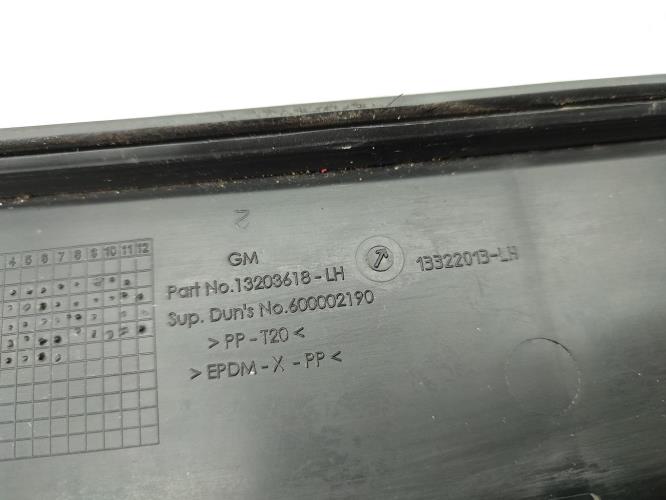 2
GM
Part No.13203618-LH
13322013-LH
Sup. Dun's No.600002190
> PP-T20 <
> EPDM-X-PP <
4 5 6 7 8 9 10 11 12